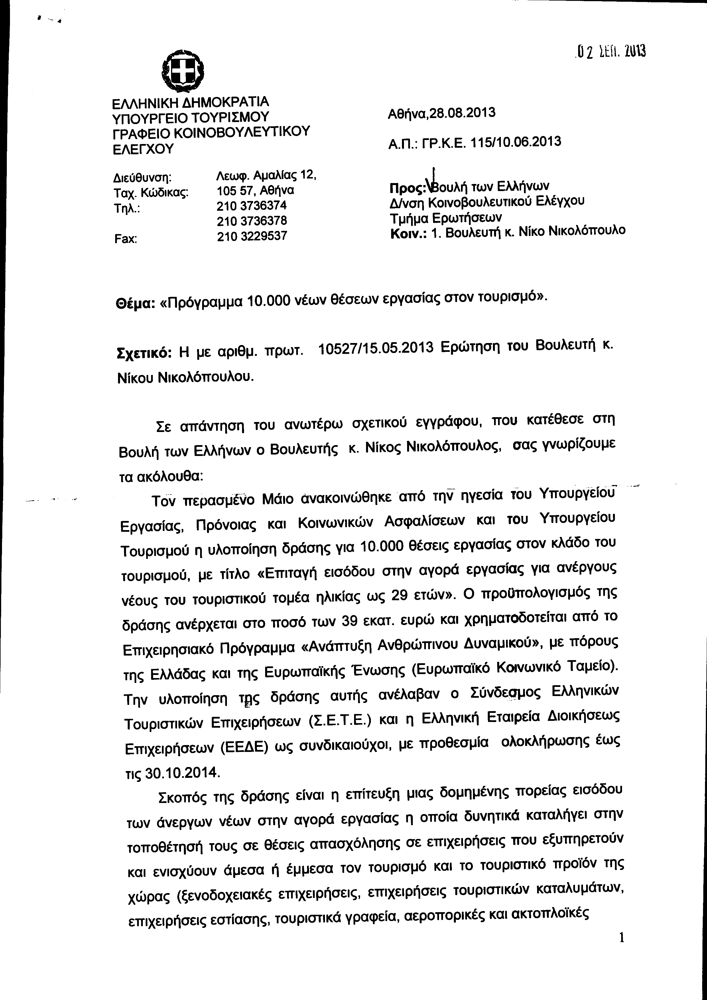 02 ΣΕΠ. 2013
ΕΛΛΗΝΙΚΗ ΔΗΜΟΚΡΑΤΙΑ
ΥΠΟΥΡΓΕΙΟ ΤΟΥΡΙΣΜΟΥ
ΓΡΑΦΕΙΟ ΚΟΙΝΟΒΟΥΛΕΥΤΙΚΟΥ
ΕΛΕΓΧΟΥ
Αθήνα,28.08.2013
Α.Π.: ΓΡ.Κ.Ε. 115/10.06.2013
Διεύθυνση: Λεωφ. Αμαλίας 12,
Ταχ. Κώδικας: 105 57, Αθήνα
Τηλ.: 210 3736374
210 3736378
Fax: 210 3229537
Προς: Βουλή των Ελλήνων
Δ/νση Κοινοβουλευτικού Ελέγχου
Τμήμα Ερωτήσεων
Κοιν.: 1. Βουλευτή κ. Νίκο Νικολόπουλο
Θέμα: «Πρόγραμμα 10.000 νέων θέσεων εργασίας στον τουρισμό».
Σχετικό: Η με αριθμ. πρωτ. 10527/15.05.2013 Ερώτηση του Βουλευτή κ.
Νίκου Νικολόπουλου.
Σε απάντηση του ανωτέρω σχετικού εγγράφου, που κατέθεσε στη
Βουλή των Ελλήνων ο Βουλευτής κ. Νίκος Νικολόπουλος, σας γνωρίζουμε
τα ακόλουθα:
Τον περασμένο Μάιο ανακοινώθηκε από την ηγεσία του Υπουργείου
Εργασίας, Πρόνοιας και Κοινωνικών Ασφαλίσεων και του Υπουργείου
Τουρισμού η υλοποίηση δράσης για 10.000 θέσεις εργασίας στον κλάδο του
τουρισμού, με τίτλο «Επιταγή εισόδου στην αγορά εργασίας για ανέργους
νέους του τουριστικού τομέα ηλικίας ως 29 ετών». Ο προϋπολογισμός της
δράσης ανέρχεται στο ποσό των 39 εκατ. ευρώ και χρηματοδοτείται από το
Επιχειρησιακό Πρόγραμμα «Ανάπτυξη Ανθρώπινου Δυναμικού», με πόρους
της Ελλάδας και της Ευρωπαϊκής Ένωσης (Ευρωπαϊκό Κοινωνικό Ταμείο).
Την υλοποίηση της δράσης αυτής ανέλαβαν ο Σύνδεσμος Ελληνικών
Τουριστικών Επιχειρήσεων (Σ.Ε.Τ.Ε.) και η Ελληνική Εταιρεία Διοικήσεως
Επιχειρήσεων (ΕΕΔΕ) ως συνδικαιούχοι, με προθεσμία ολοκλήρωσης έως
τις 30.10.2014.
Σκοπός της δράσης είναι η επίτευξη μιας δομημένης πορείας εισόδου
των άνεργων νέων στην αγορά εργασίας η οποία δυνητικά καταλήγει στην
τοποθέτησή τους σε θέσεις απασχόλησης σε επιχειρήσεις που εξυπηρετούν
και ενισχύουν άμεσα ή έμμεσα τον τουρισμό και το τουριστικό προϊόν της
χώρας (ξενοδοχειακές επιχειρήσεις, επιχειρήσεις τουριστικών καταλυμάτων,
επιχειρήσεις εστίασης, τουριστικά γραφεία, αεροπορικές και ακτοπλοϊκές
1